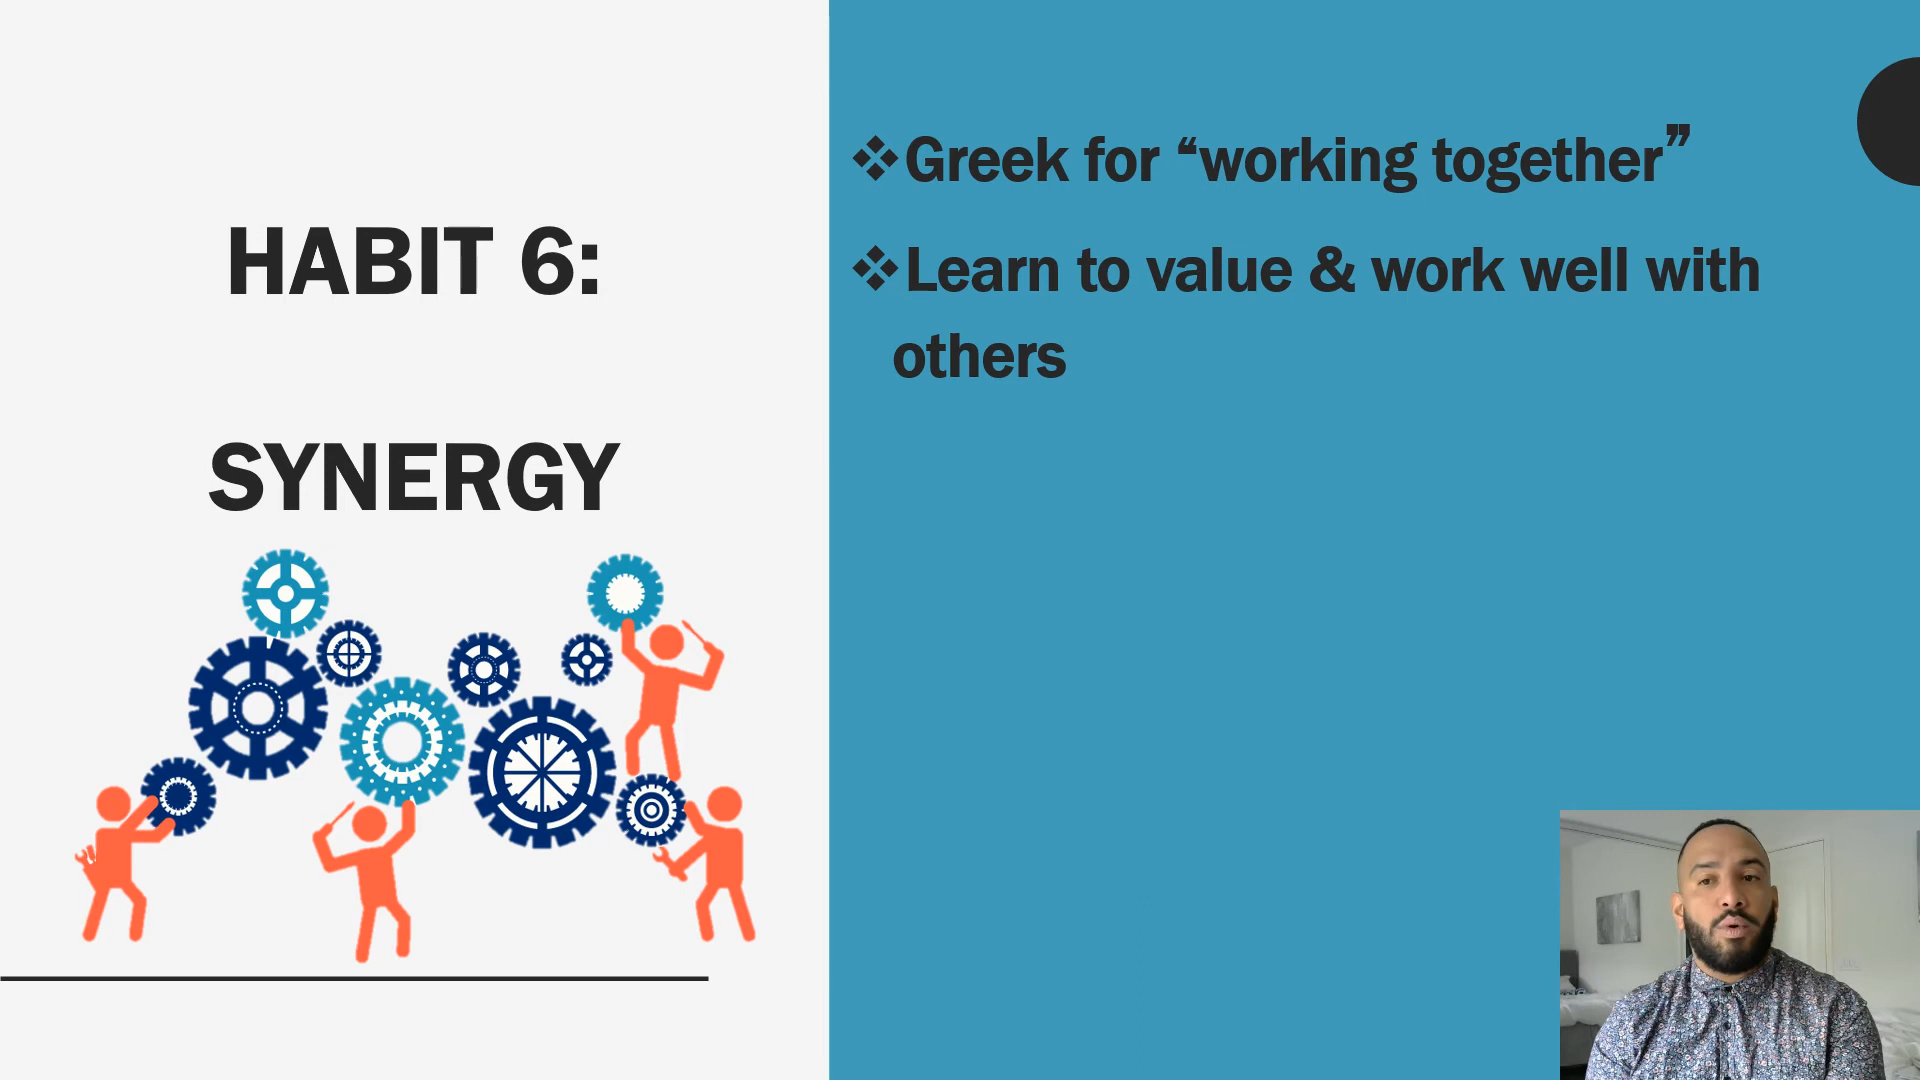 HABIT 6:
SYNERGY
❖Greek for “working together”
❖Learn to value & work well with
others